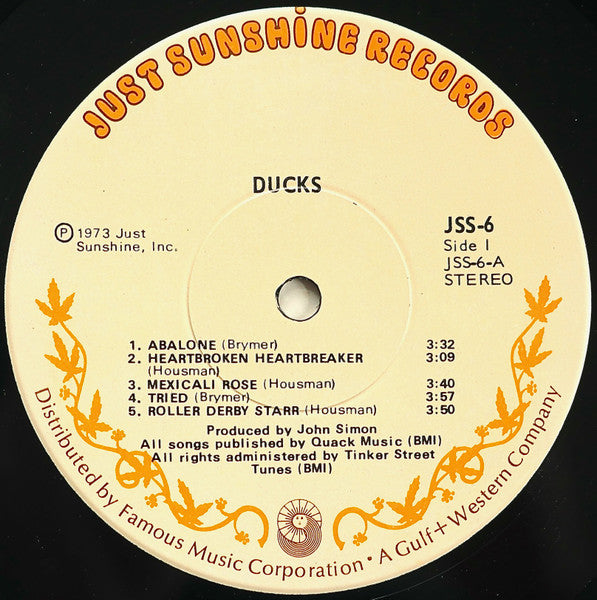 JUST SUNSHINE RECORDS
DUCKS
Ⓟ 1973 Just
Sunshine, Inc.
JSS-6
Side 1
JSS-6-A
STEREO
1. ABALONE (Brymer) 3:32
2. HEARTBROKEN HEARTBREAKER 3:09
(Housman)
3. MEXICALI ROSE (Housman) 3:40
4. TRIED (Brymer) 3:57
5. ROLLER DERBY STARR (Housman) 3:50
Produced by John Simon
All songs published by Quack Music (BMI)
All rights administered by Tinker Street
Tunes (BMI)
Distributed by Famous Music Corporation • A Gulf+Western Company